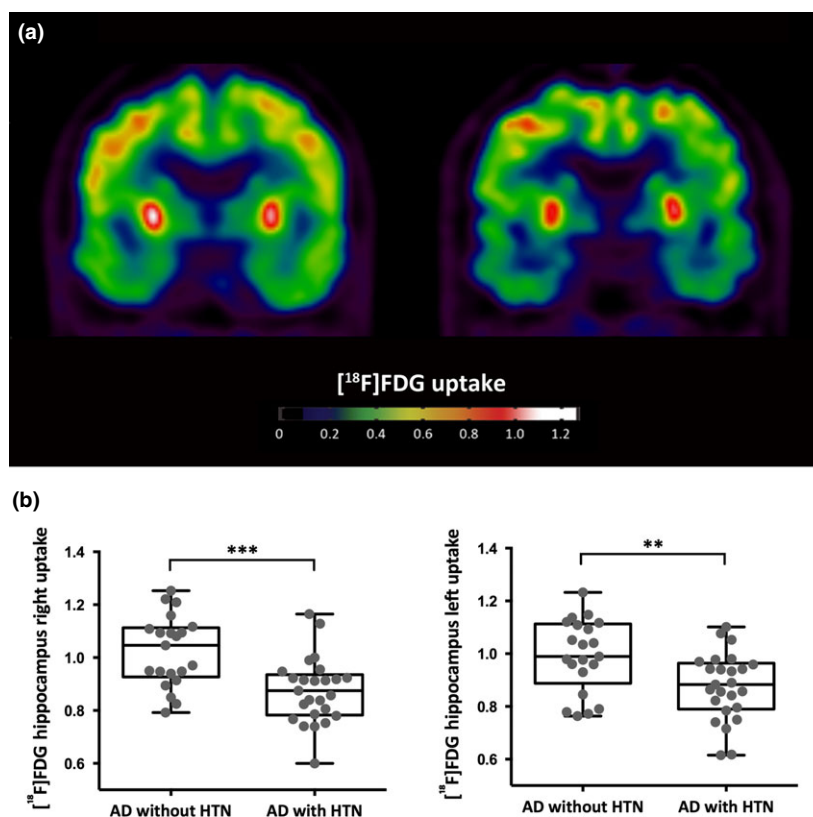 (a)
[¹⁸F]FDG uptake
0 0.2 0.4 0.6 0.8 1.0 1.2
(b)
[¹⁸F]FDG hippocampus right uptake
1.4
1.2
1.0
0.8
0.6
***
AD without HTN AD with HTN
[¹⁸F]FDG hippocampus left uptake
1.4
1.2
1.0
0.8
0.6
**
AD without HTN AD with HTN